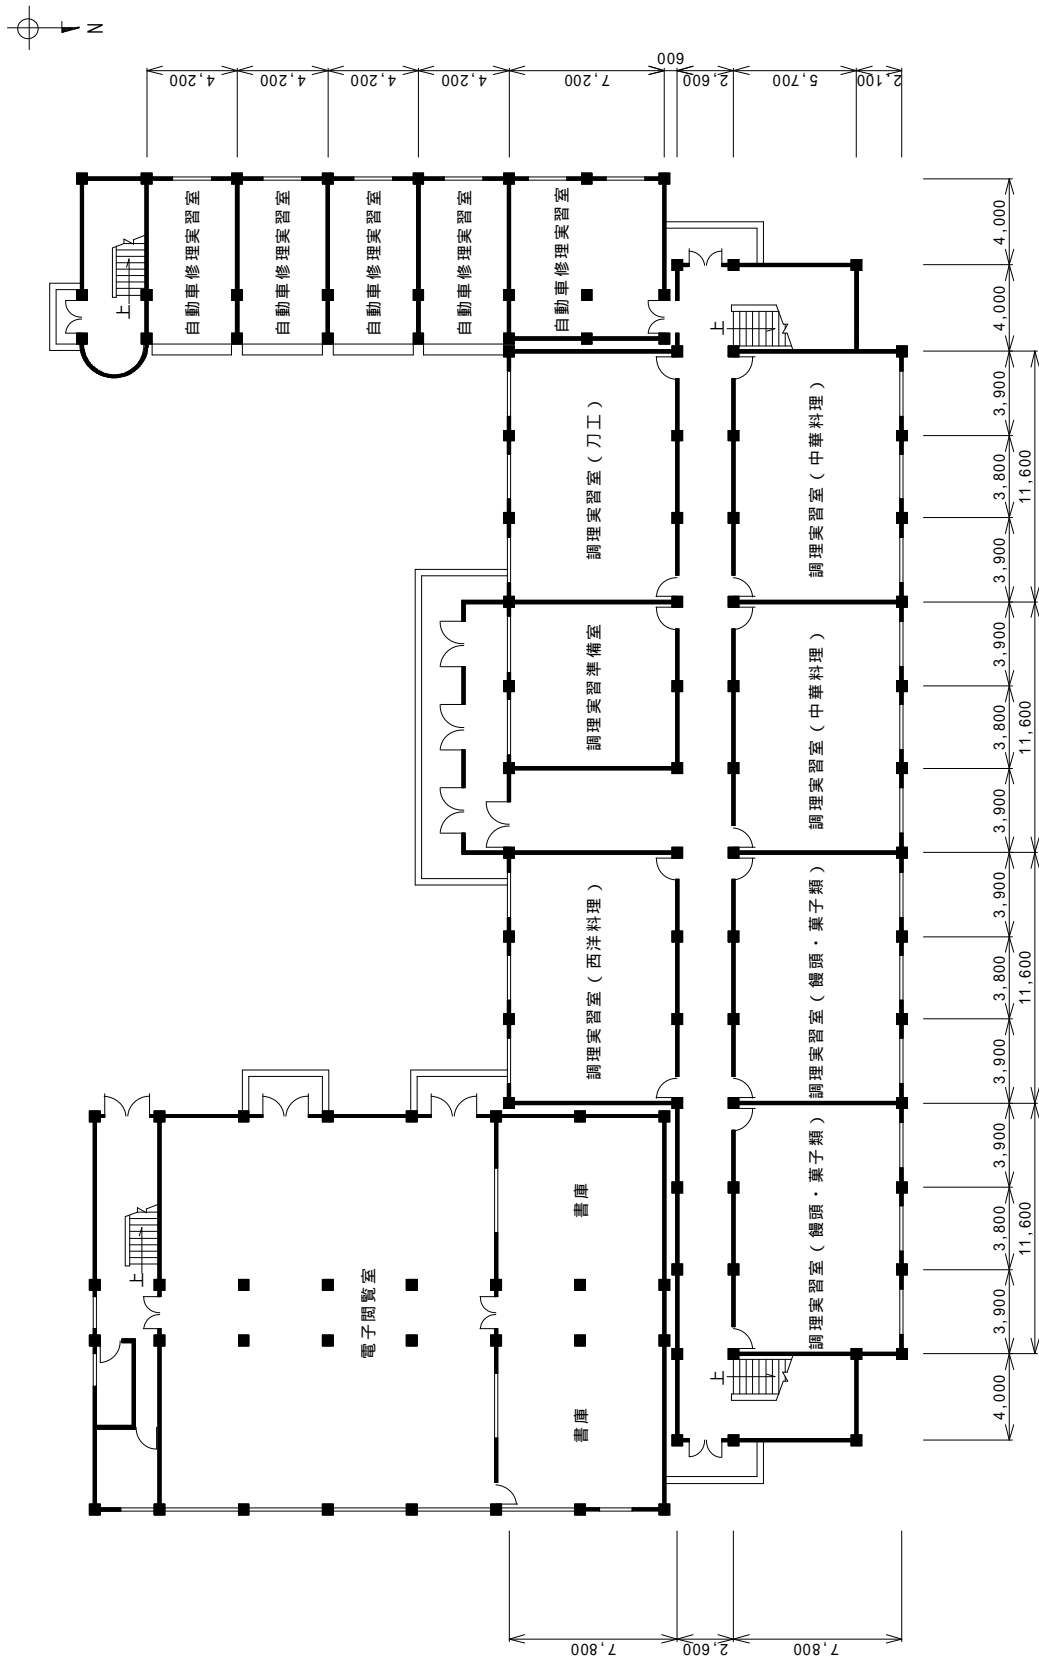 N
4,200
4,200
4,200
4,200
7,200
600
2,600
5,700
2,100
自動車修理実習室
自動車修理実習室
自動車修理実習室
自動車修理実習室
自動車修理実習室
上
上
調理実習室(刀工)
調理実習室(中華料理)
調理実習準備室
調理実習室(中華料理)
調理実習室(西洋料理)
調理実習室(饅頭・菓子類)
調理実習室(饅頭・菓子類)
上
電子閲覧室
書庫
書庫
上
4,000
4,000
3,900
3,800
3,900
11,600
3,900
3,800
3,900
11,600
3,900
3,800
3,900
11,600
3,900
3,800
3,900
11,600
4,000
7,800
2,600
7,800